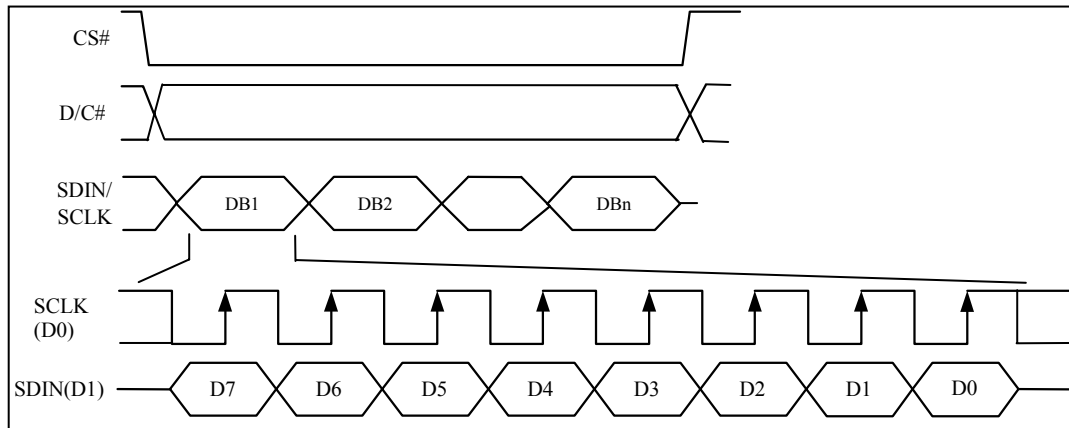 CS#
D/C#
SDIN/
SCLK
DB1 DB2 DBn
SCLK
(D0)
SDIN(D1) D7 D6 D5 D4 D3 D2 D1 D0